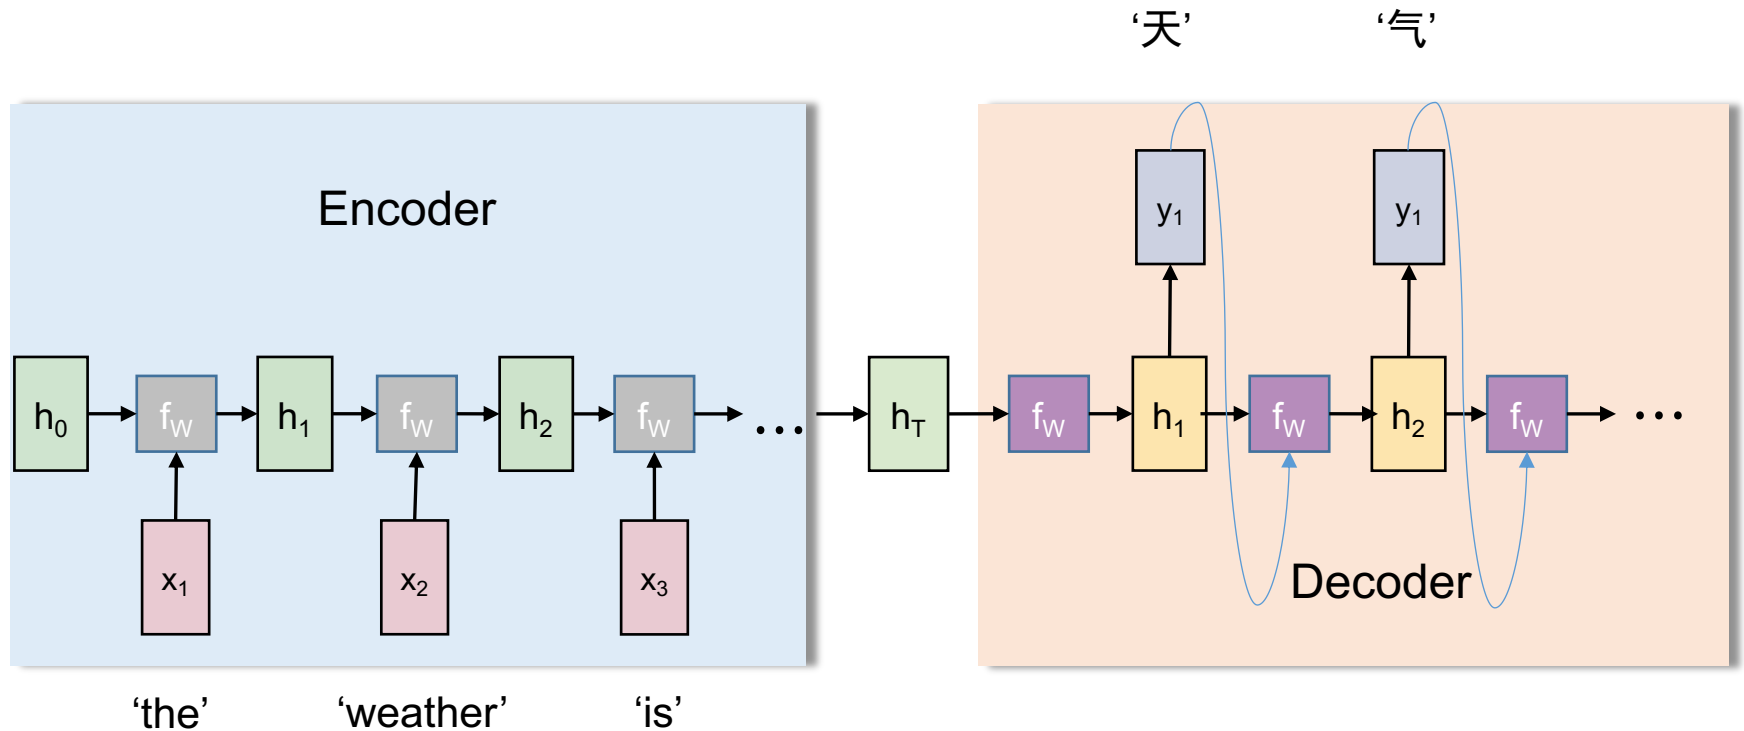 ‘天’ ‘气’
Encoder
y1 y1
h0 fW h1 fW h2 fW ... hT fW h1 fW h2 fW ...
x1 x2 x3
Decoder
‘the’ ‘weather’ ‘is’